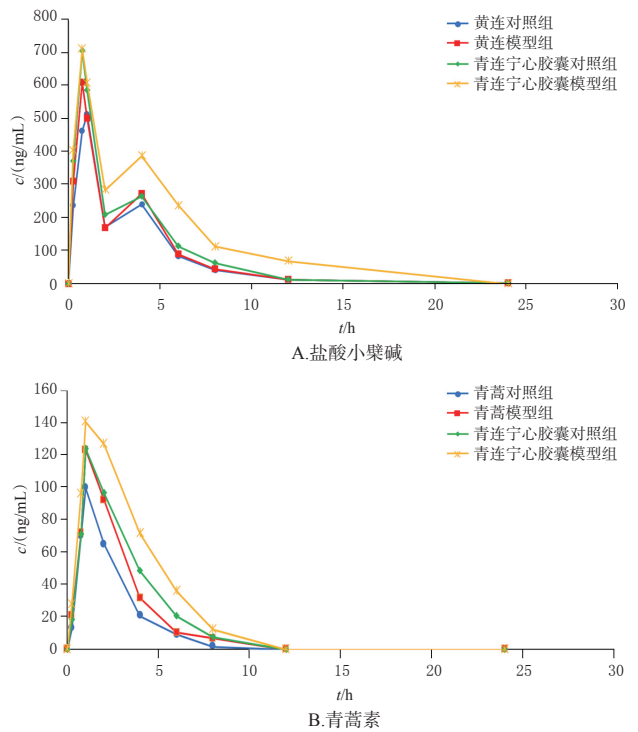 800
700
600
500
400
300
200
100
0
c/(ng/mL)
黄连对照组
黄连模型组
青连宁心胶囊对照组
青连宁心胶囊模型组
0 5 10 15 20 25 30
t/h
A.盐酸小檗碱
160
140
120
100
80
60
40
20
0
c/(ng/mL)
青蒿对照组
青蒿模型组
青连宁心胶囊对照组
青连宁心胶囊模型组
0 5 10 15 20 25 30
t/h
B.青蒿素